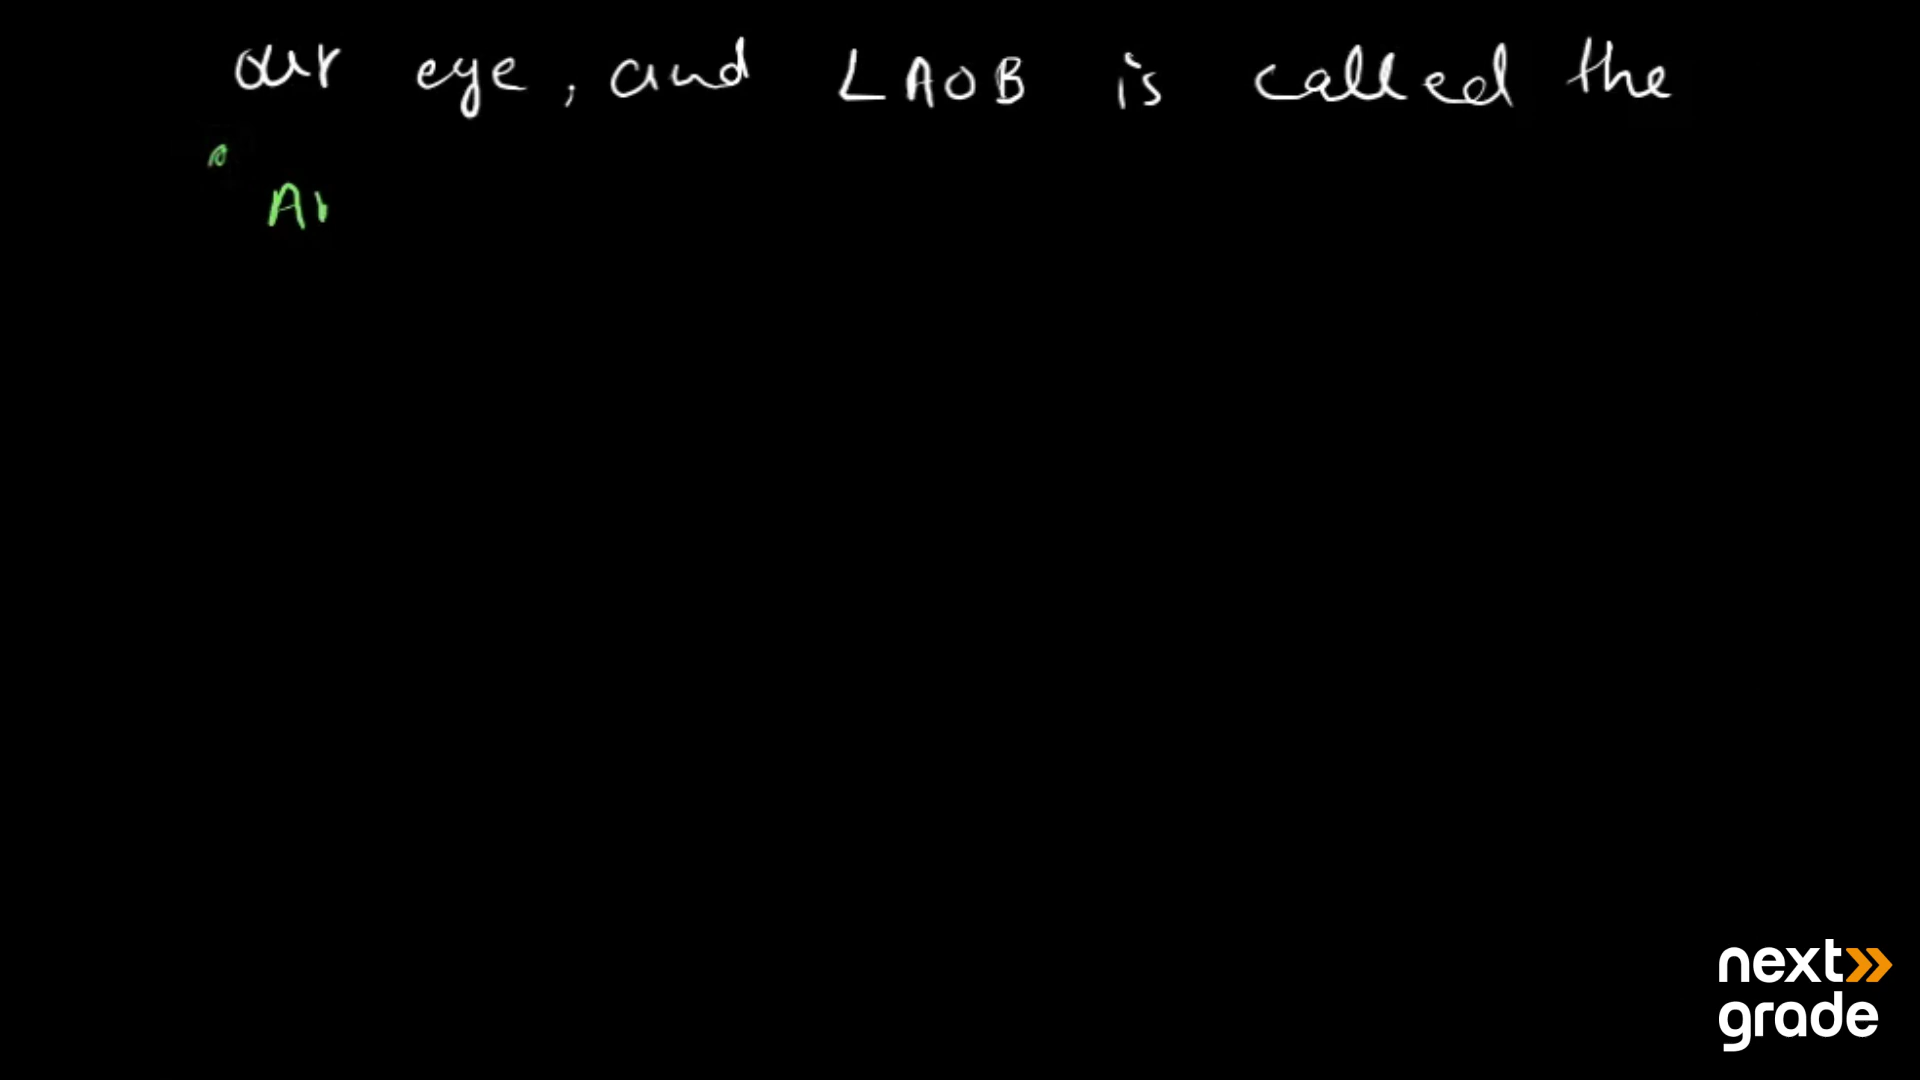 our eye, and ∠AOB is called the
next
grade